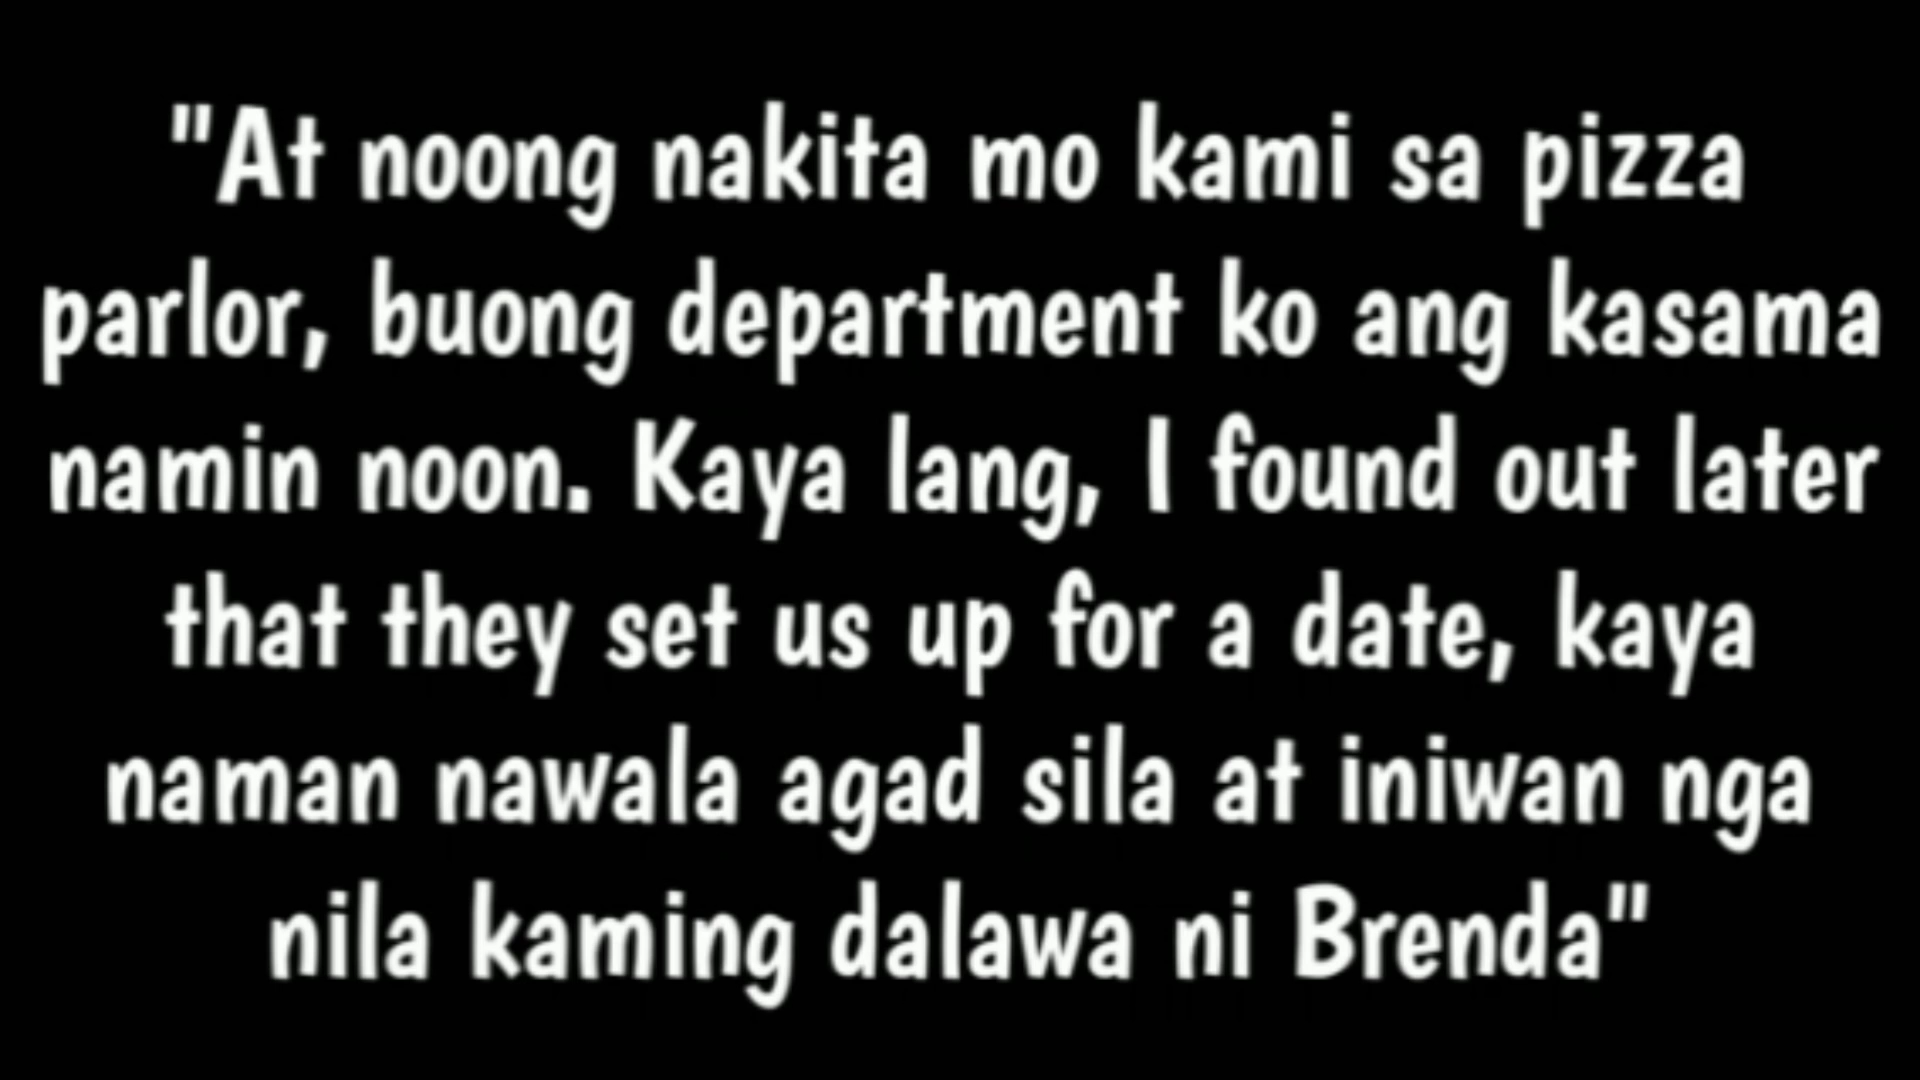 "At noong nakita mo kami sa pizza
parlor, buong department ko ang kasama
namin noon. Kaya lang, I found out later
that they set us up for a date, kaya
naman nawala agad sila at iniwan nga
nila kaming dalawa ni Brenda"